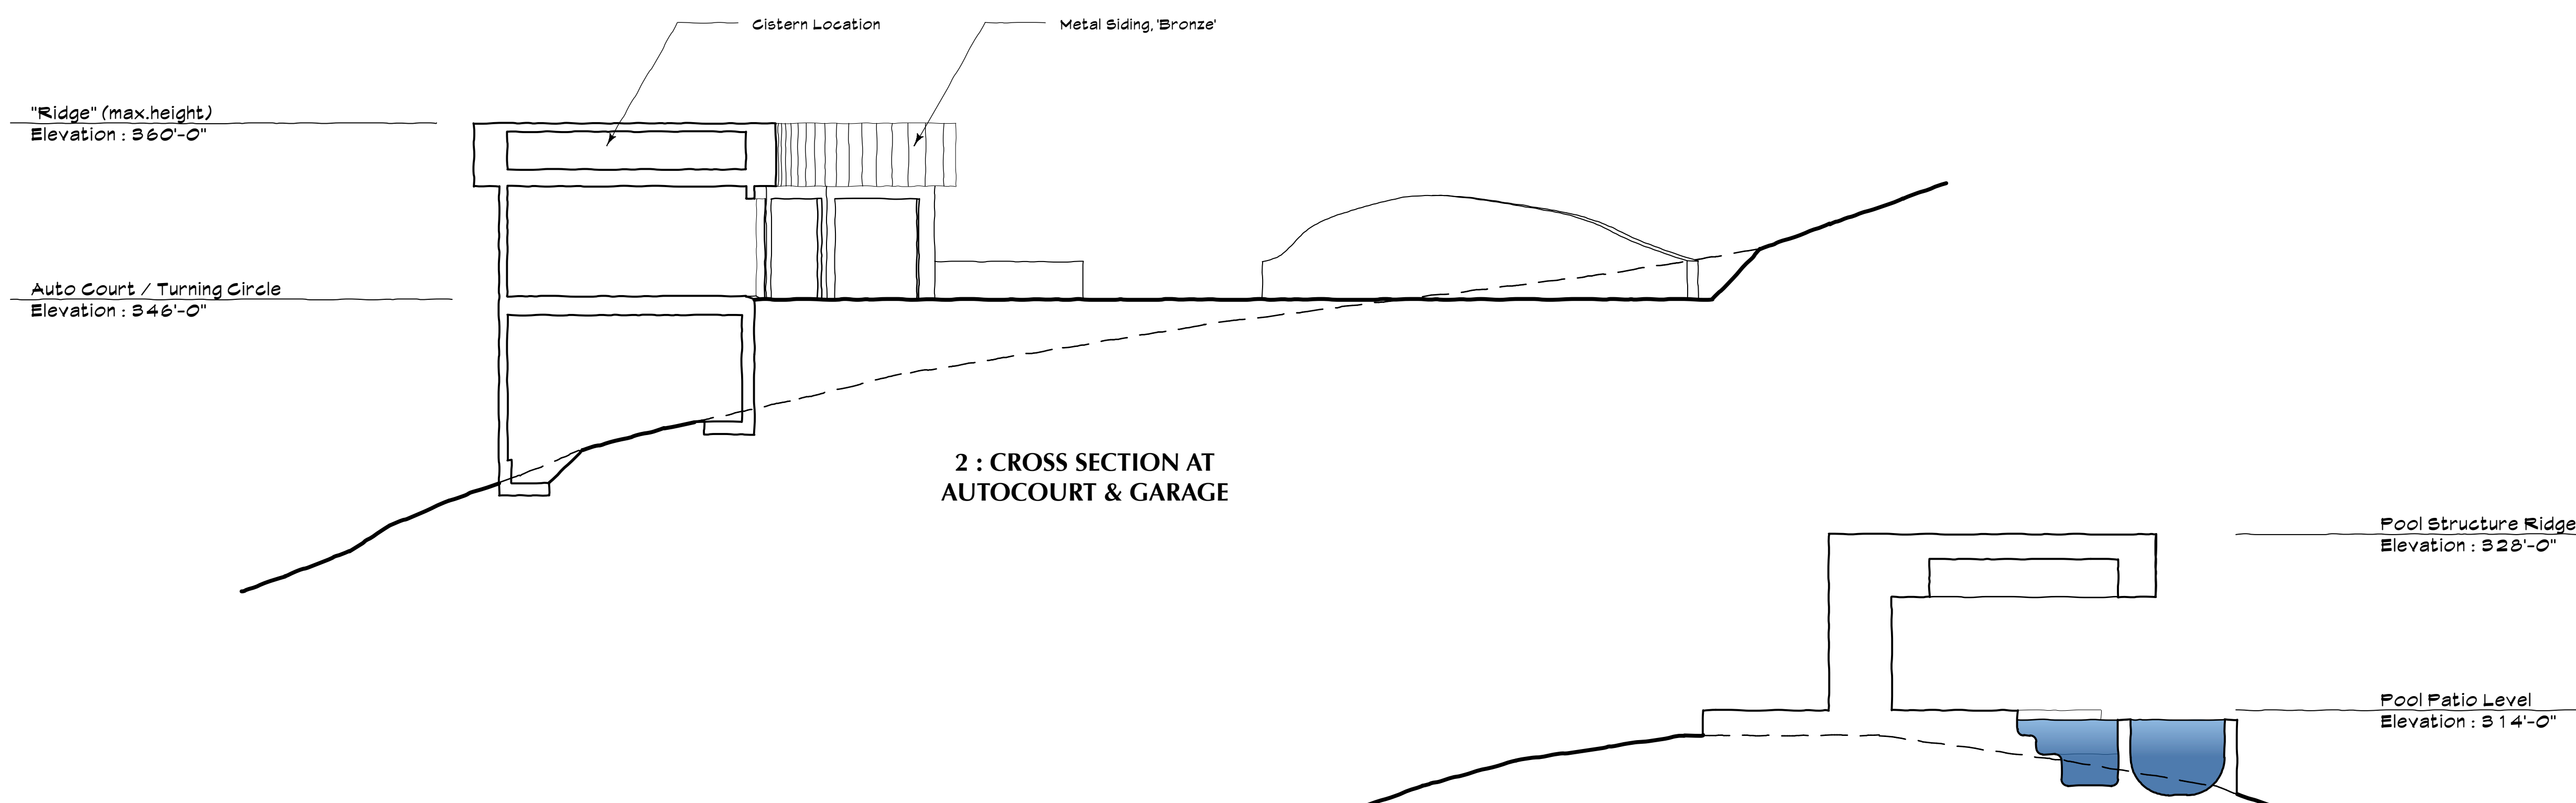 Cistern Location
Metal Siding, 'Bronze'
"Ridge" (max.height)
Elevation : 360'-0"
Auto Court / Turning Circle
Elevation : 346'-0"
2 : CROSS SECTION AT
AUTOCOURT & GARAGE
Pool Structure Ridge
Elevation : 328'-0"
Pool Patio Level
Elevation : 314'-0"